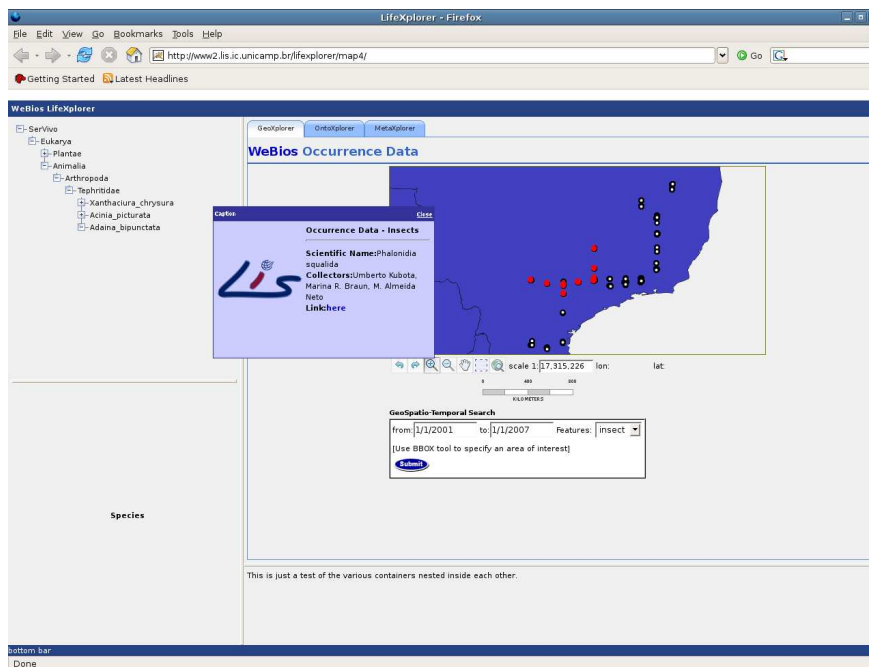 LifeXplorer - Firefox
File Edit View Go Bookmarks Tools Help
http://www2.lis.ic.unicamp.br/lifexplorer/map4/
Go
Getting Started Latest Headlines
WeBios LifeXplorer
SerVivo
Eukarya
Plantae
Animalia
Arthropoda
Tephritidae
Xanthaciura_chrysura
Acinia_picturata
Adaina_bipunctata
Species
GeoXplorer OntoXplorer MetaXplorer
WeBios Occurrence Data
Caption Close
Lis
Occurrence Data - Insects
Scientific Name:Phalonidia
squalida
Collectors:Umberto Kubota,
Marina R. Braun, M. Almeida
Neto
Link:here
scale 1: 17,315,226 lon: lat:
0 400 800
KILOMETERS
GeoSpatio-Temporal Search
from: 1/1/2001 to: 1/1/2007 Features: insect
[Use BBOX tool to specify an area of interest]
Submit
This is just a test of the various containers nested inside each other.
bottom bar
Done